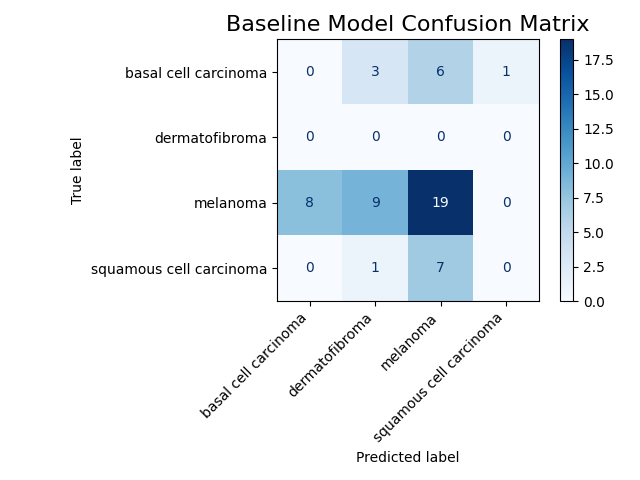 Baseline Model Confusion Matrix
True label
basal cell carcinoma 0 3 6 1
dermatofibroma 0 0 0 0
melanoma 8 9 19 0
squamous cell carcinoma 0 1 7 0
basal cell carcinoma
dermatofibroma
melanoma
squamous cell carcinoma
Predicted label
17.5
15.0
12.5
10.0
7.5
5.0
2.5
0.0